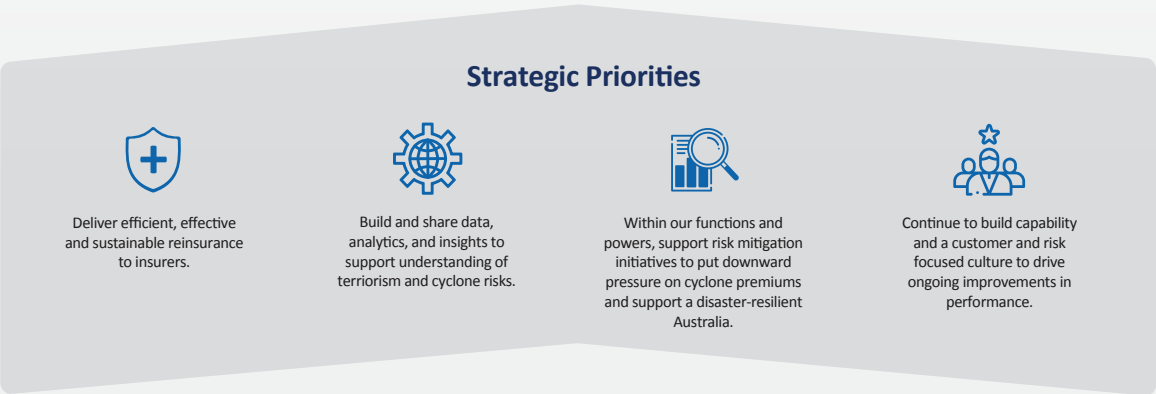 Strategic Priorities
Deliver efficient, effective
and sustainable reinsurance
to insurers.
Build and share data,
analytics, and insights to
support understanding of
terriorism and cyclone risks.
Within our functions and
powers, support risk mitigation
initiatives to put downward
pressure on cyclone premiums
and support a disaster-resilient
Australia.
Continue to build capability
and a customer and risk
focused culture to drive
ongoing improvements in
performance.